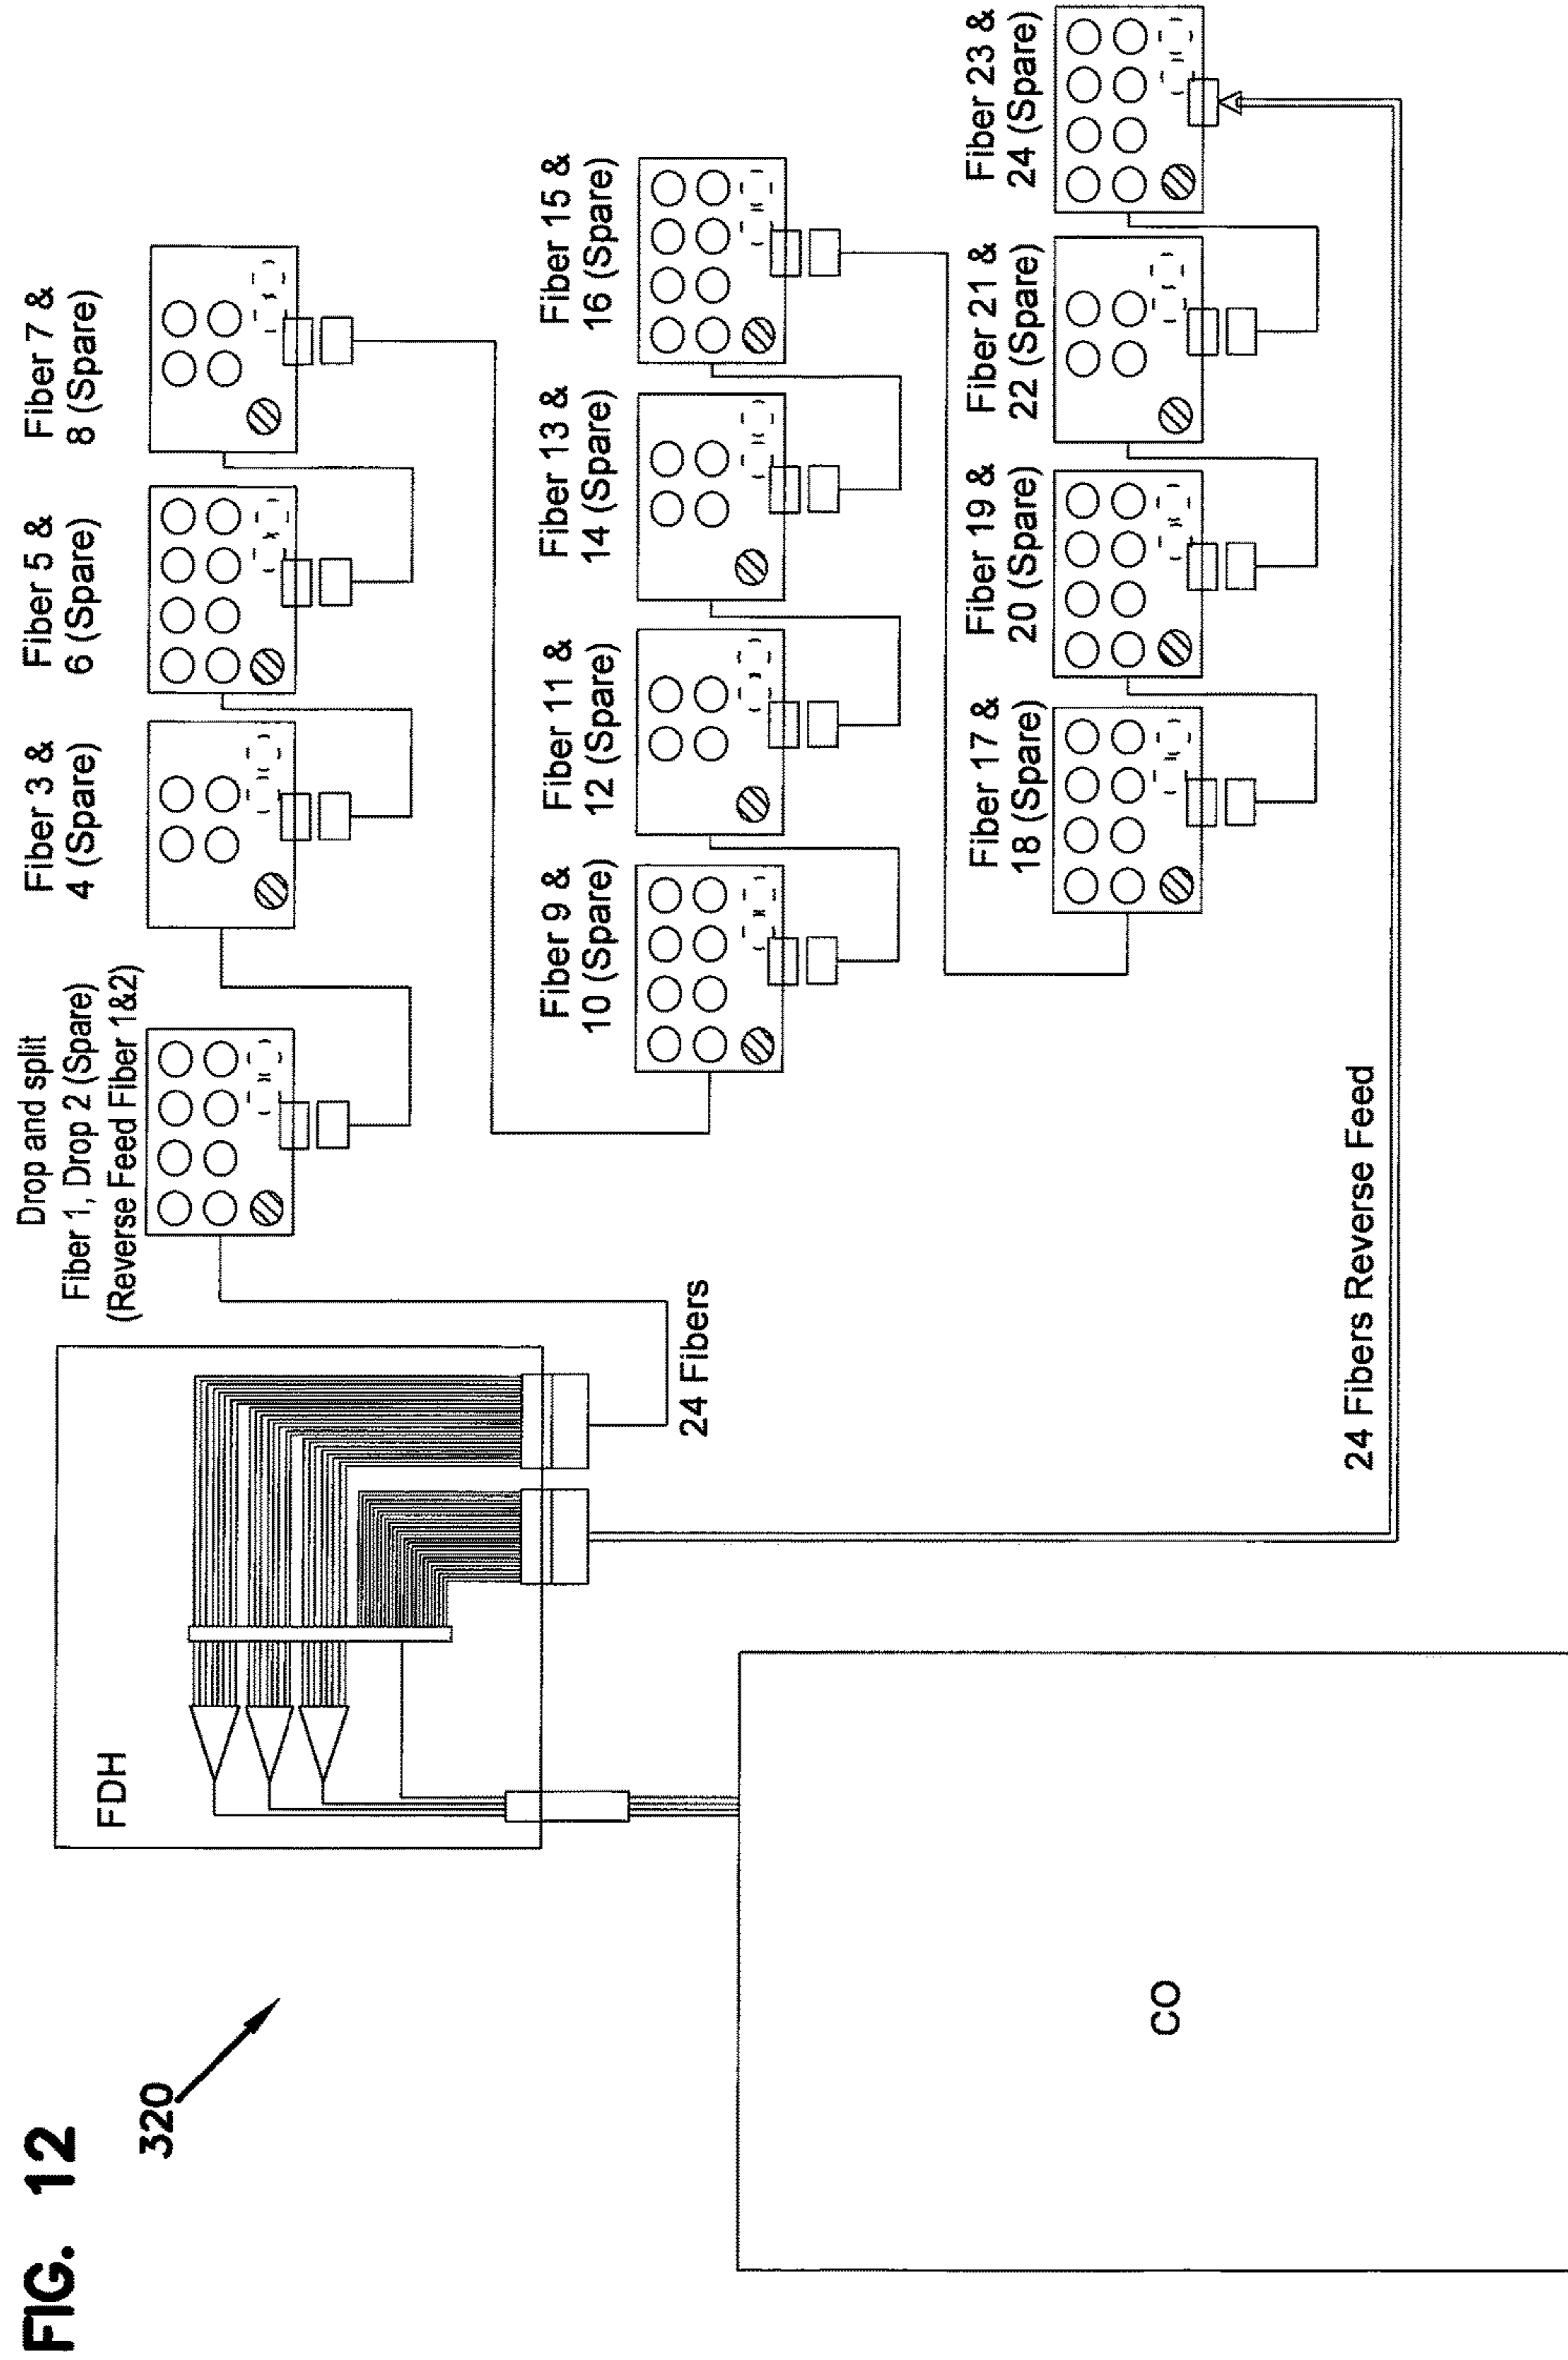 FIG. 12
320
FDH
CO
24 Fibers
24 Fibers Reverse Feed
Drop and split
Fiber 1, Drop 2 (Spare)
(Reverse Feed Fiber 1&2)
Fiber 3 &
4 (Spare)
Fiber 5 &
6 (Spare)
Fiber 7 &
8 (Spare)
Fiber 9 &
10 (Spare)
Fiber 11 &
12 (Spare)
Fiber 13 &
14 (Spare)
Fiber 15 &
16 (Spare)
Fiber 17 &
18 (Spare)
Fiber 19 &
20 (Spare)
Fiber 21 &
22 (Spare)
Fiber 23 &
24 (Spare)